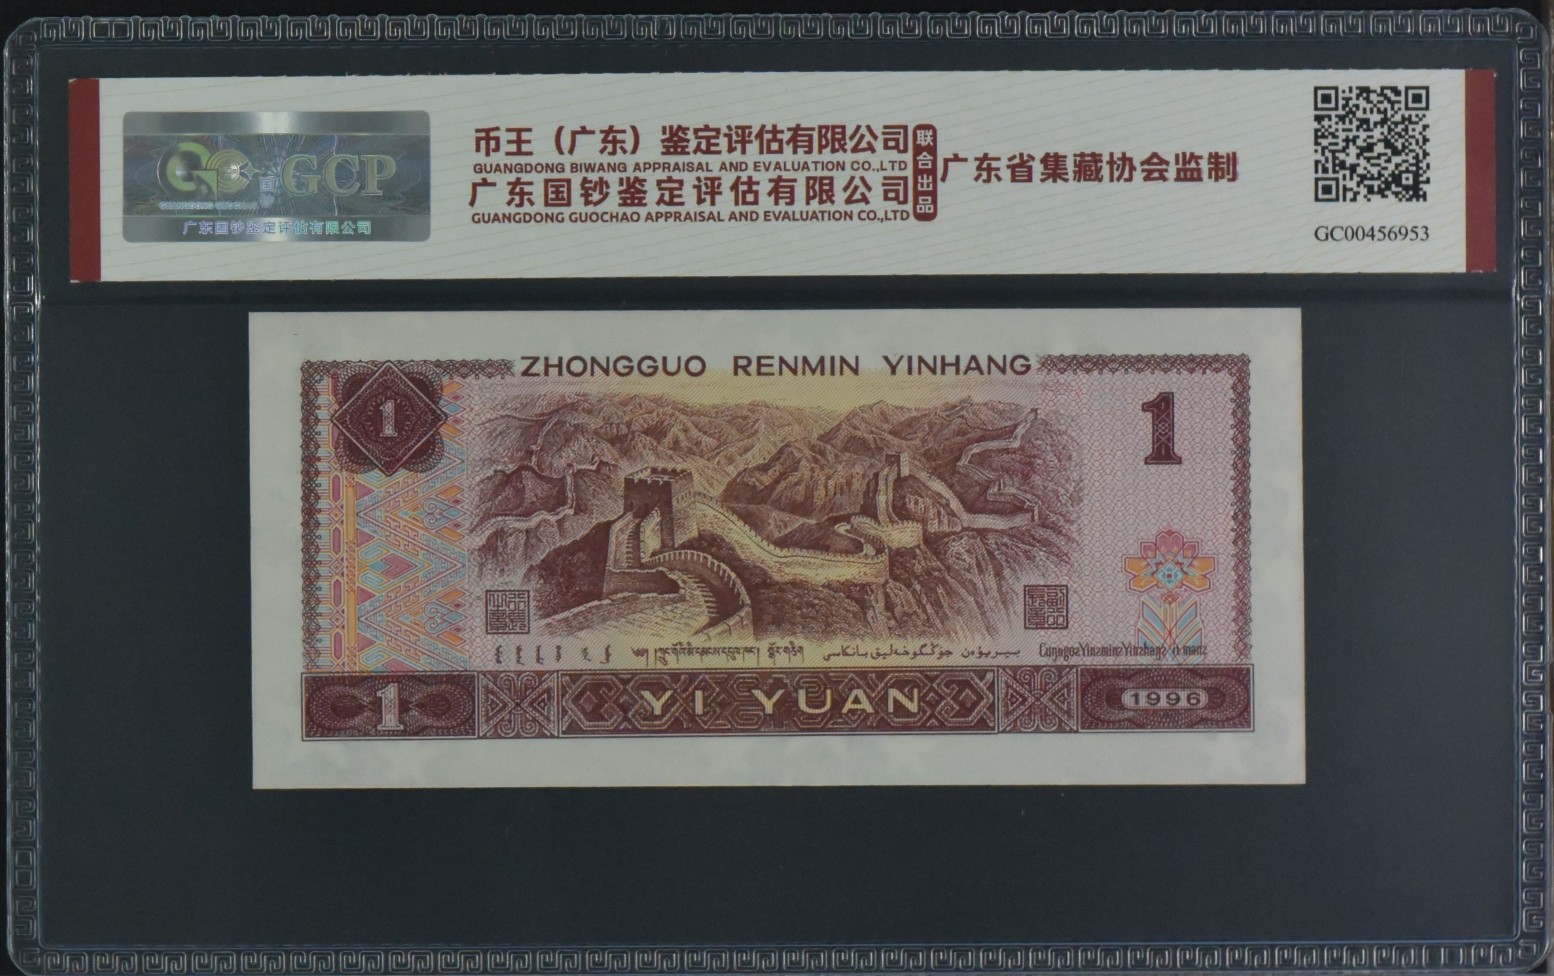 GCP
广东国钞鉴定评估有限公司
币王（广东）鉴定评估有限公司
GUANGDONG BIWANG APPRAISAL AND EVALUATION CO.,LTD
广东国钞鉴定评估有限公司
GUANGDONG GUOCHAO APPRAISAL AND EVALUATION CO.,LTD
联合出品
广东省集藏协会监制
GC00456953
ZHONGGUO RENMIN YINHANG
1
1
1
YI YUAN
1996